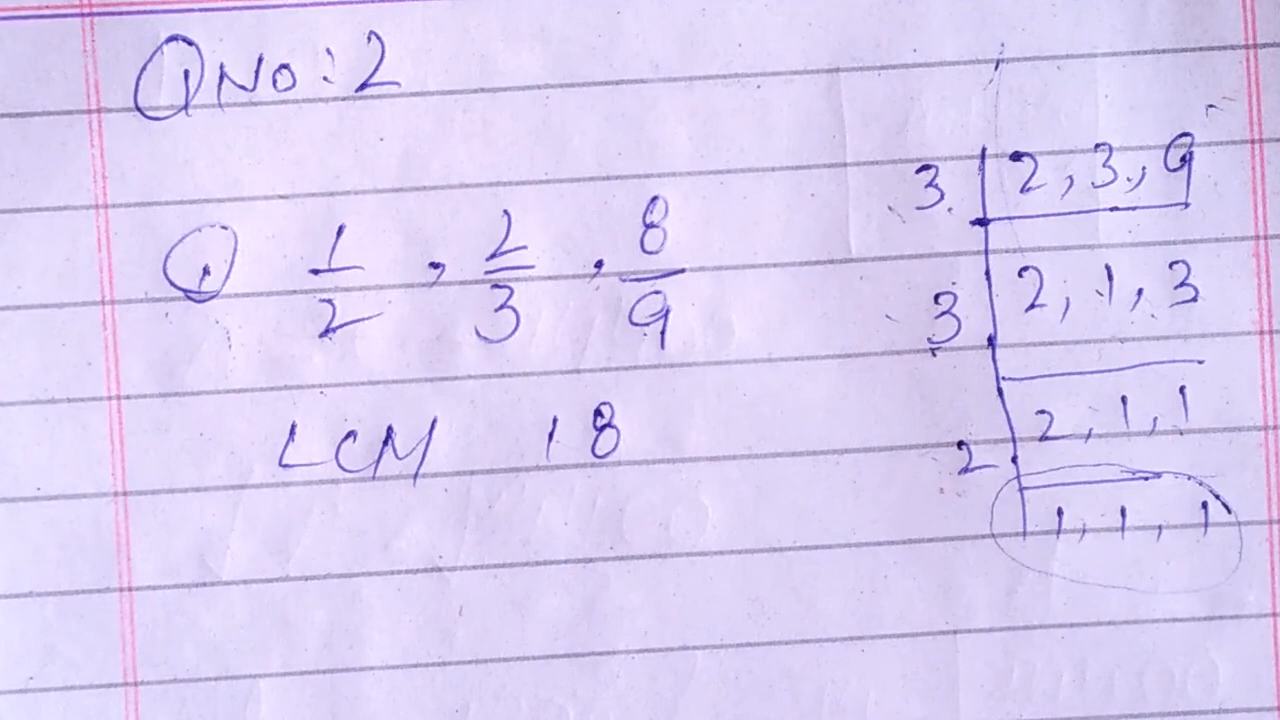 Q No: 2
① 1/2 , 2/3 , 8/9
LCM 18
3 | 2, 3, 9
3 | 2, 1, 3
2 | 2, 1, 1
1, 1, 1